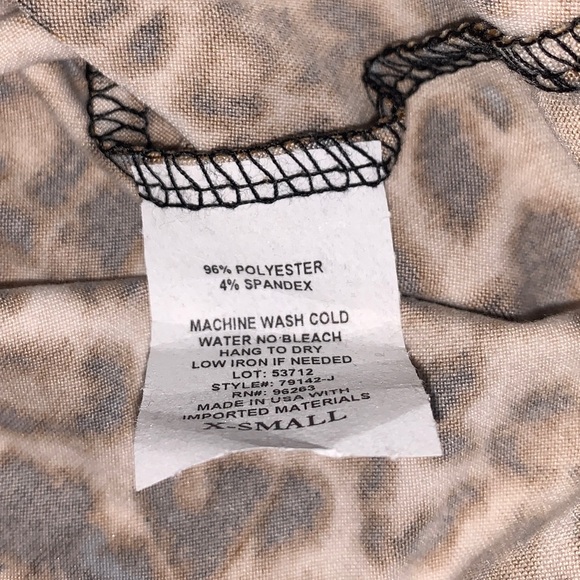 96% POLYESTER
4% SPANDEX
MACHINE WASH COLD
WATER NO BLEACH
HANG TO DRY
LOW IRON IF NEEDED
LOT: 53712
STYLE#: 79142-J
RN#: 96263
MADE IN USA WITH
IMPORTED MATERIALS
X-SMALL